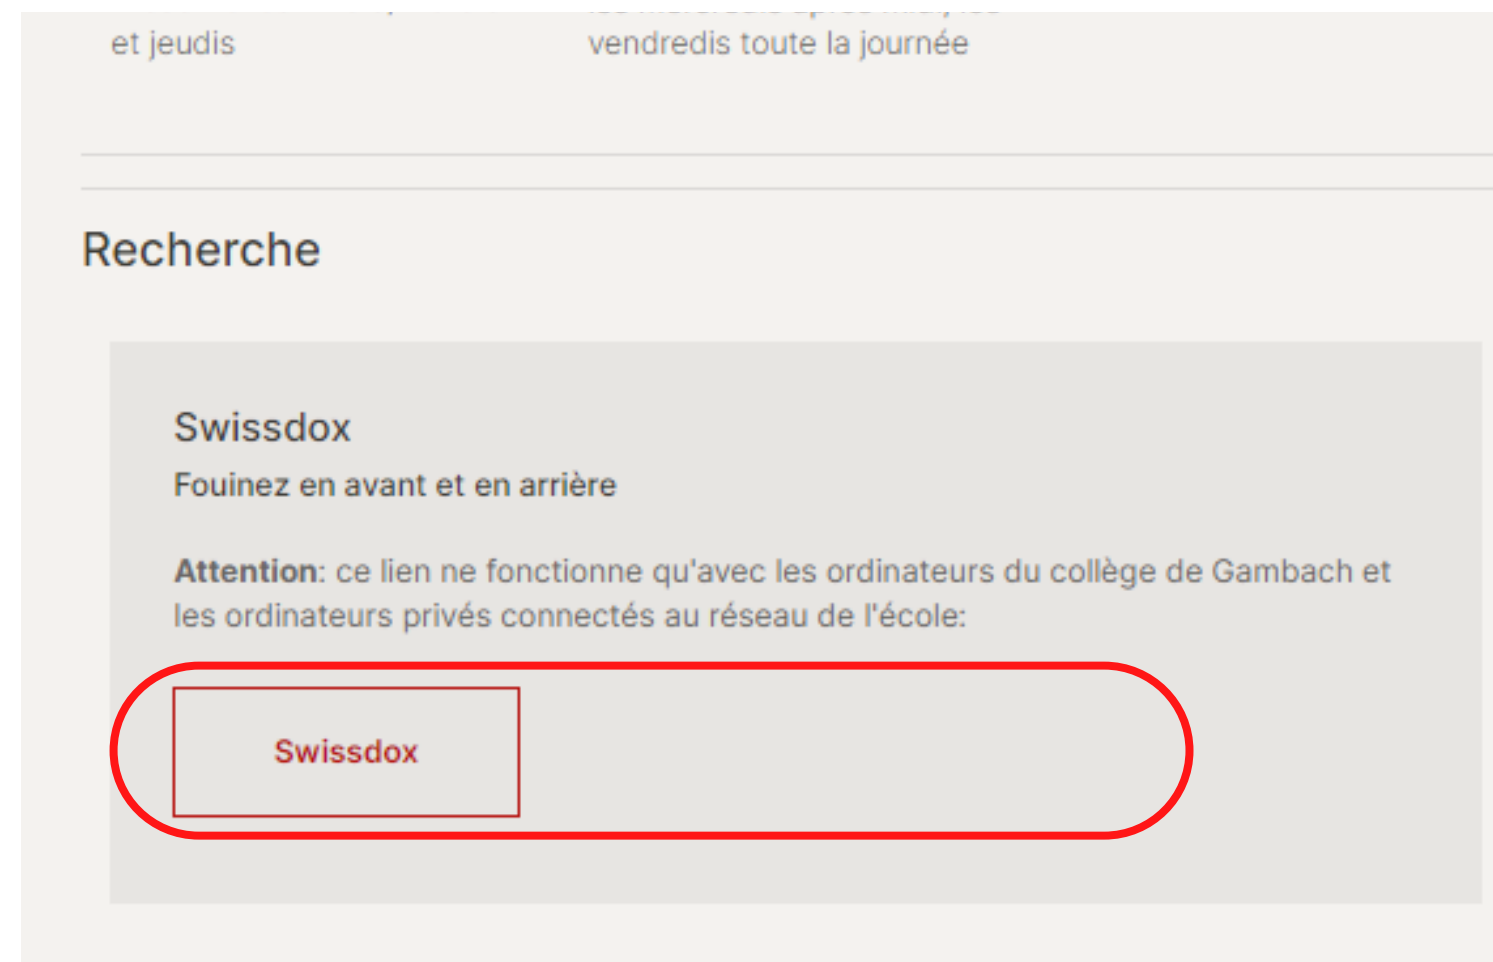 et jeudis
vendredis toute la journée
Recherche
Swissdox
Fouinez en avant et en arrière
Attention: ce lien ne fonctionne qu'avec les ordinateurs du collège de Gambach et
les ordinateurs privés connectés au réseau de l'école:
Swissdox